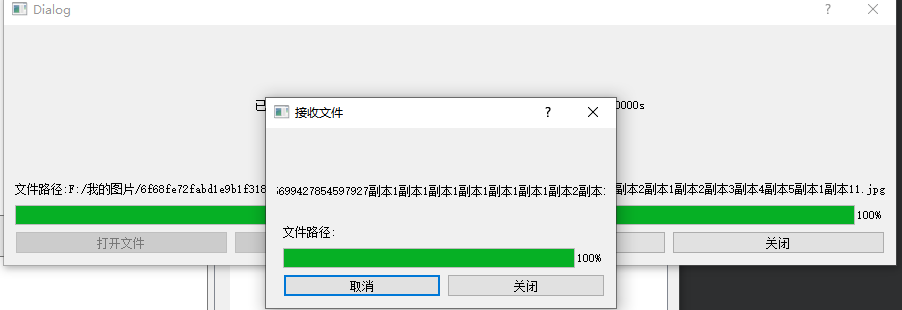 Dialog
已
0000s
文件路径:F:/我的图片/6f68fe72fabd1e9b1f318
副本2副本1副本2副本3副本4副本5副本1副本11.jpg
100%
打开文件
关闭
接收文件
5699427854597927副本1副本1副本1副本1副本1副本1副本2副本
文件路径:
100%
取消
关闭